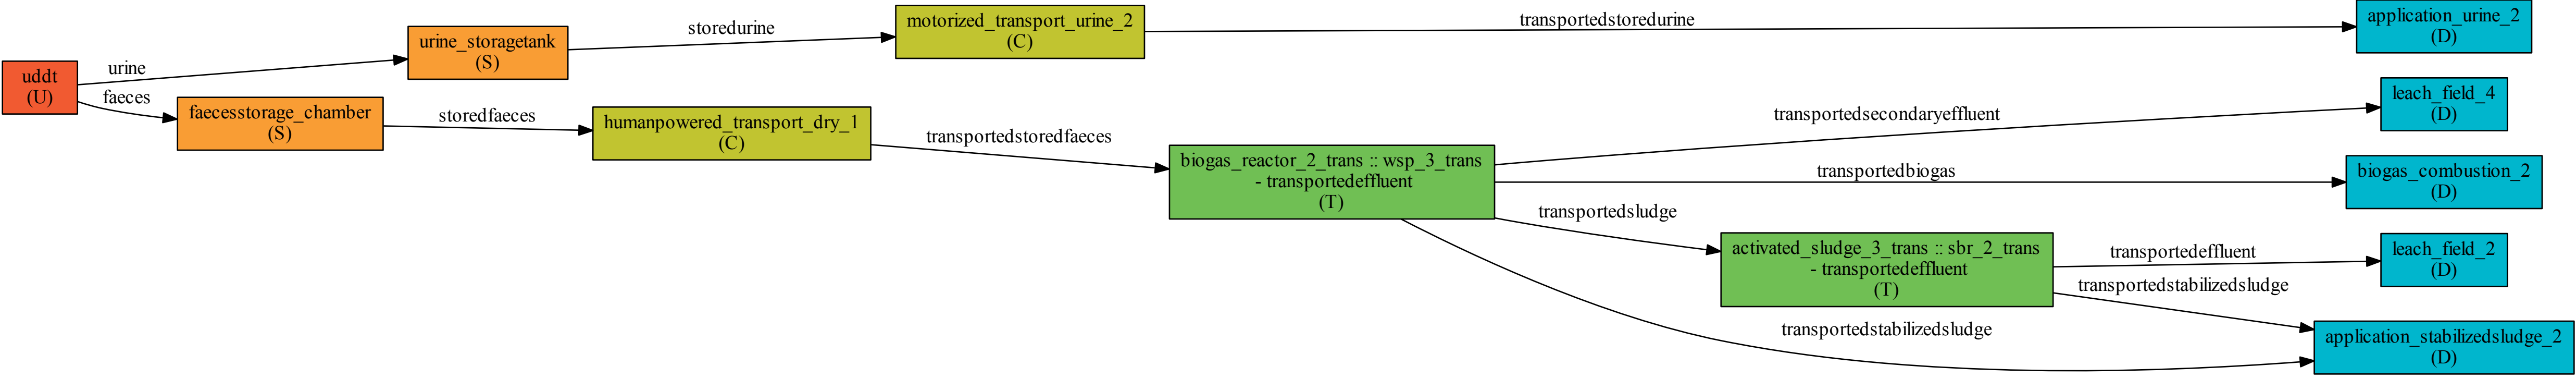 uddt
(U)
urine
faeces
urine_storagetank
(S)
faecesstorage_chamber
(S)
storedurine
storedfaeces
motorized_transport_urine_2
(C)
humanpowered_transport_dry_1
(C)
transportedstoredurine
transportedstoredfaeces
biogas_reactor_2_trans :: wsp_3_trans
- transportedeffluent
(T)
transportedsecondaryeffluent
transportedbiogas
transportedsludge
transportedstabilizedsludge
activated_sludge_3_trans :: sbr_2_trans
- transportedeffluent
(T)
transportedeffluent
transportedstabilizedsludge
application_urine_2
(D)
leach_field_4
(D)
biogas_combustion_2
(D)
leach_field_2
(D)
application_stabilizedsludge_2
(D)